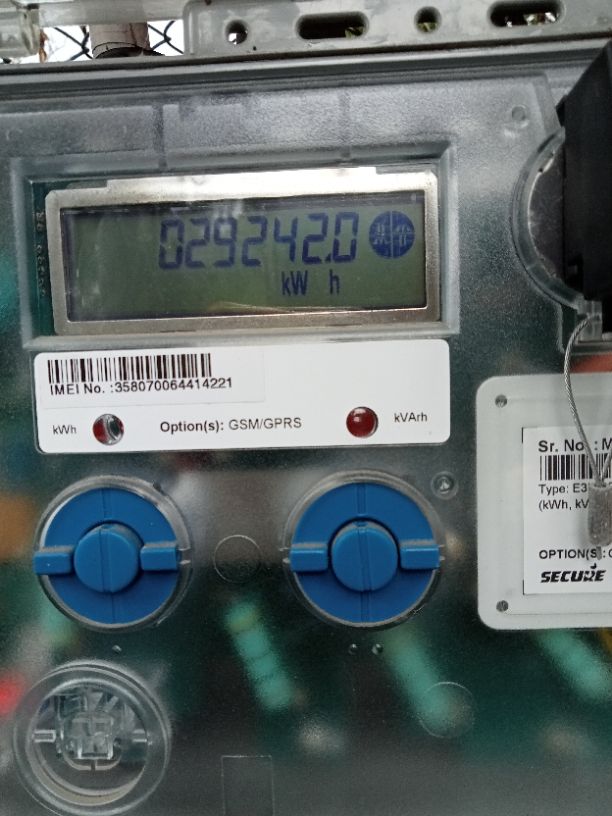 029242.0
kW h
IMEI No. :358070064414221
kWh
Option(s): GSM/GPRS
kVArh
Sr. No. : M
Type: E3
(kWh, kV
OPTION(S)
SECURE